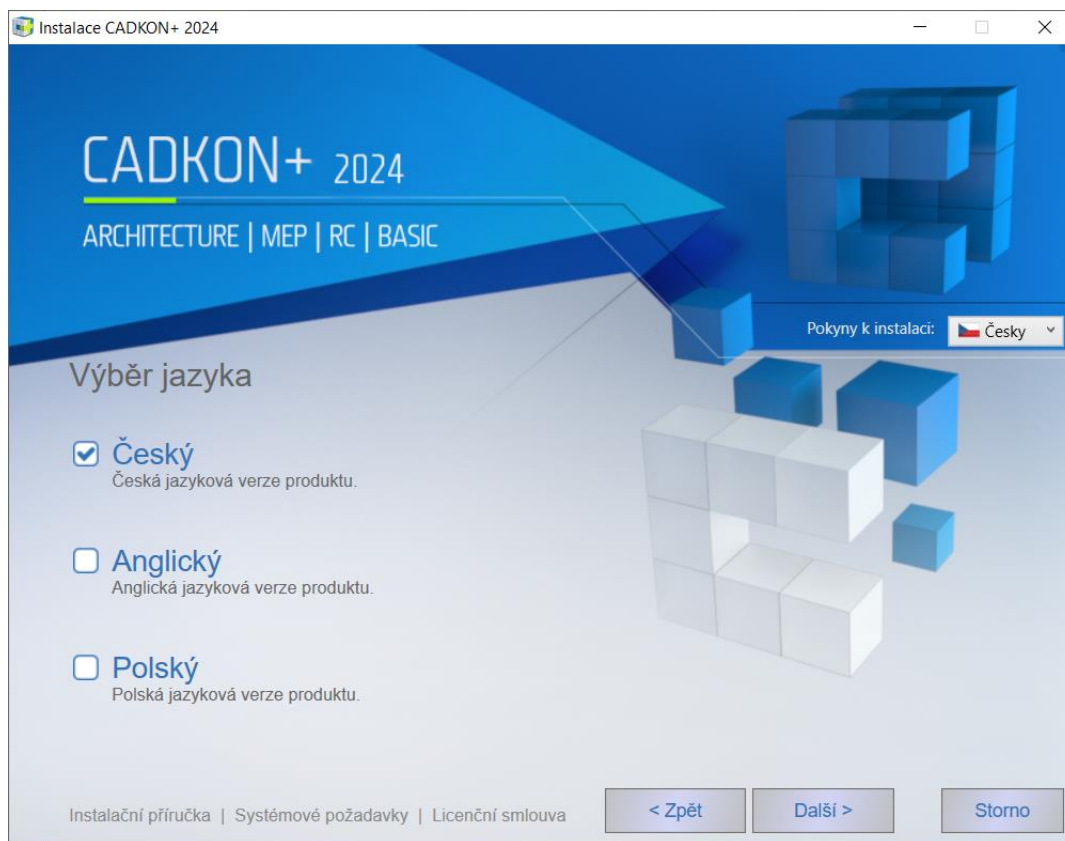 Instalace CADKON+ 2024
CADKON+ 2024
ARCHITECTURE | MEP | RC | BASIC
Pokyny k instalaci: Česky
Výběr jazyka
Český
Česká jazyková verze produktu.
Anglický
Anglická jazyková verze produktu.
Polský
Polská jazyková verze produktu.
Instalační příručka | Systémové požadavky | Licenční smlouva
< Zpět Další > Storno